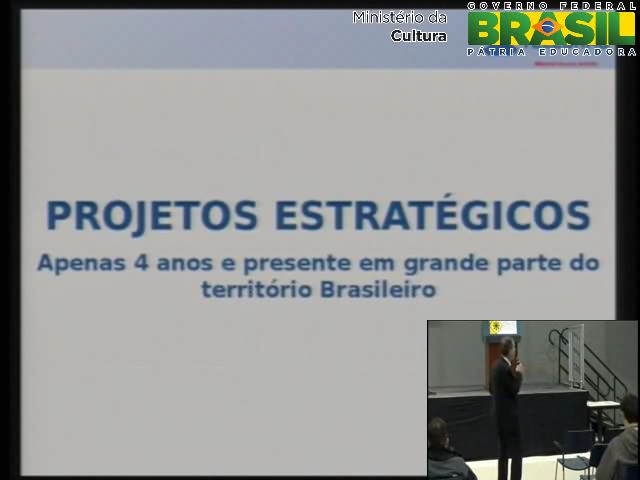 Ministério da
Cultura
GOVERNO FEDERAL
BRASIL
PÁTRIA EDUCADORA
PROJETOS ESTRATÉGICOS
Apenas 4 anos e presente em grande parte do
território Brasileiro